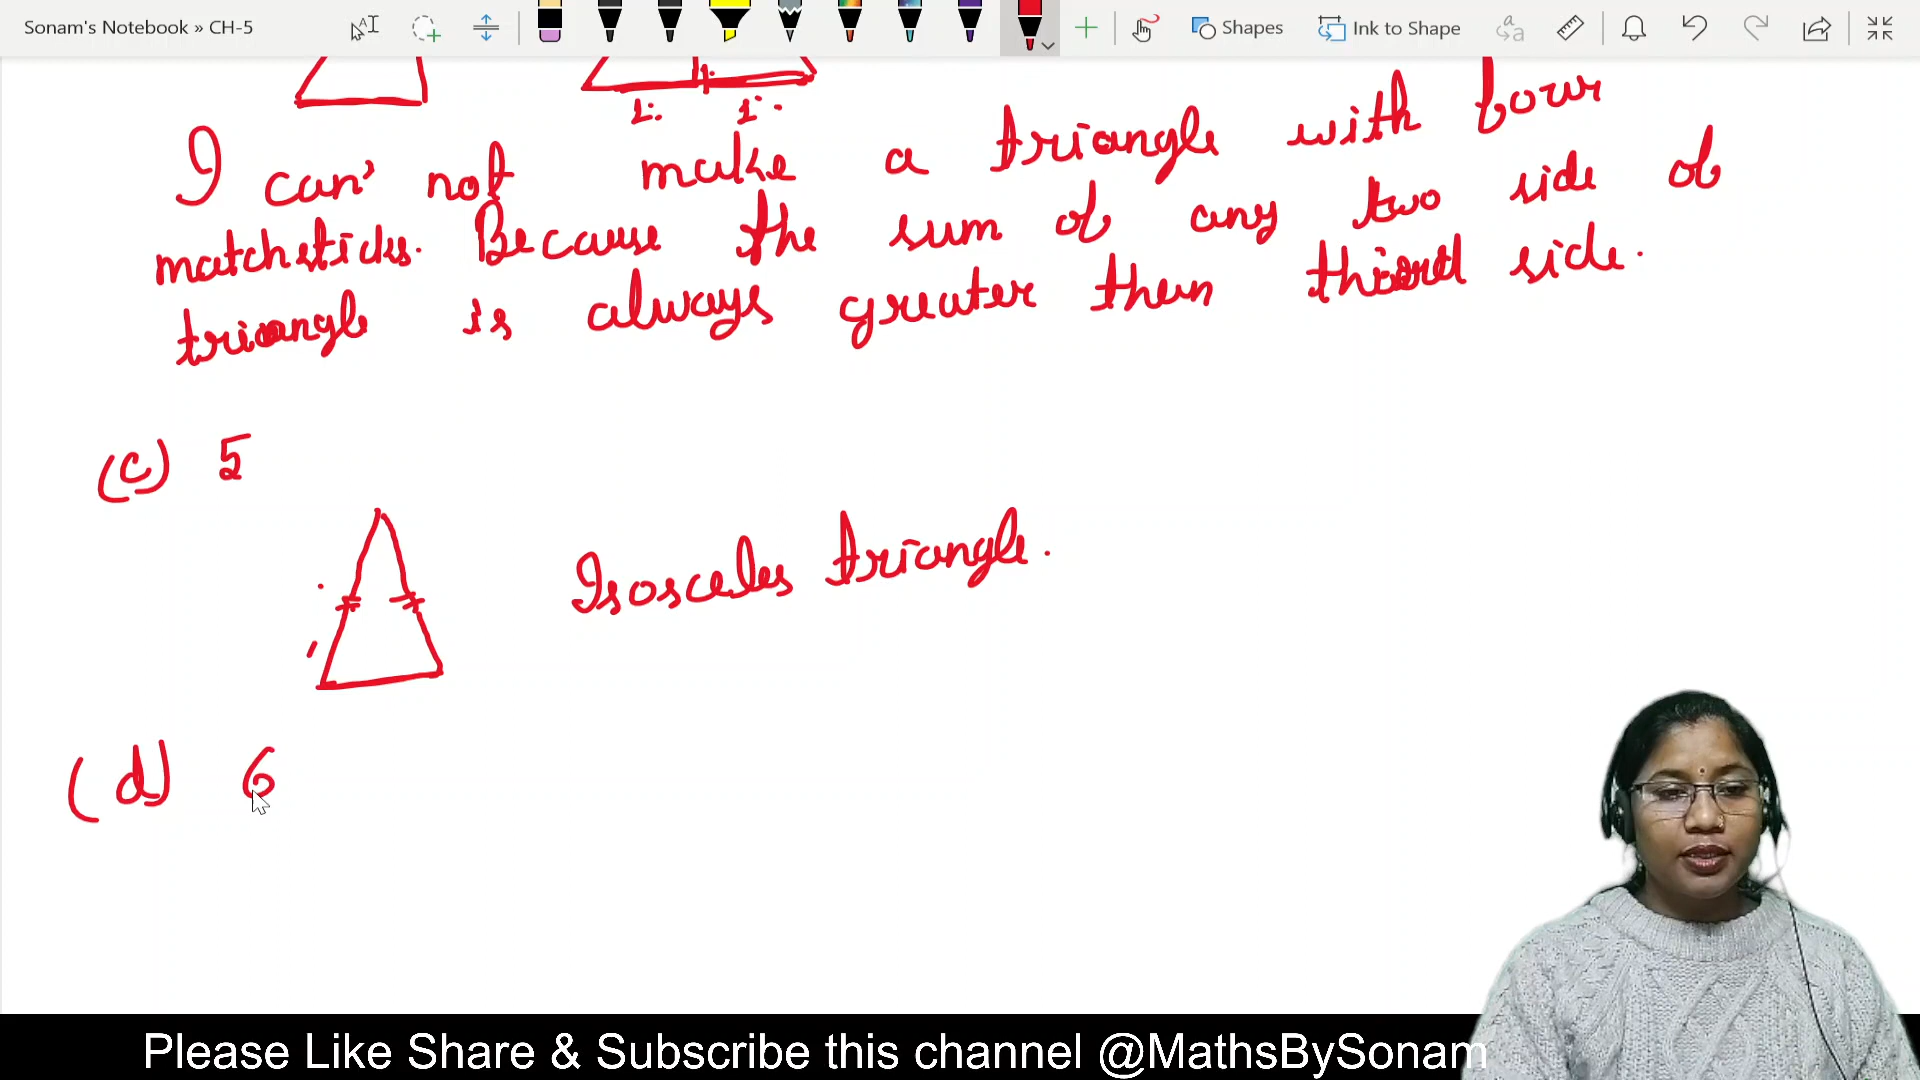 Sonam's Notebook » CH-5
Shapes
Ink to Shape
1. 1.
I can' not make a triangle with four
matchsticks. Because the sum of any two side of
triangle is always greater then third side.
(c) 5
Isosceles triangle.
(d) 6
Please Like Share & Subscribe this channel @MathsBySonam